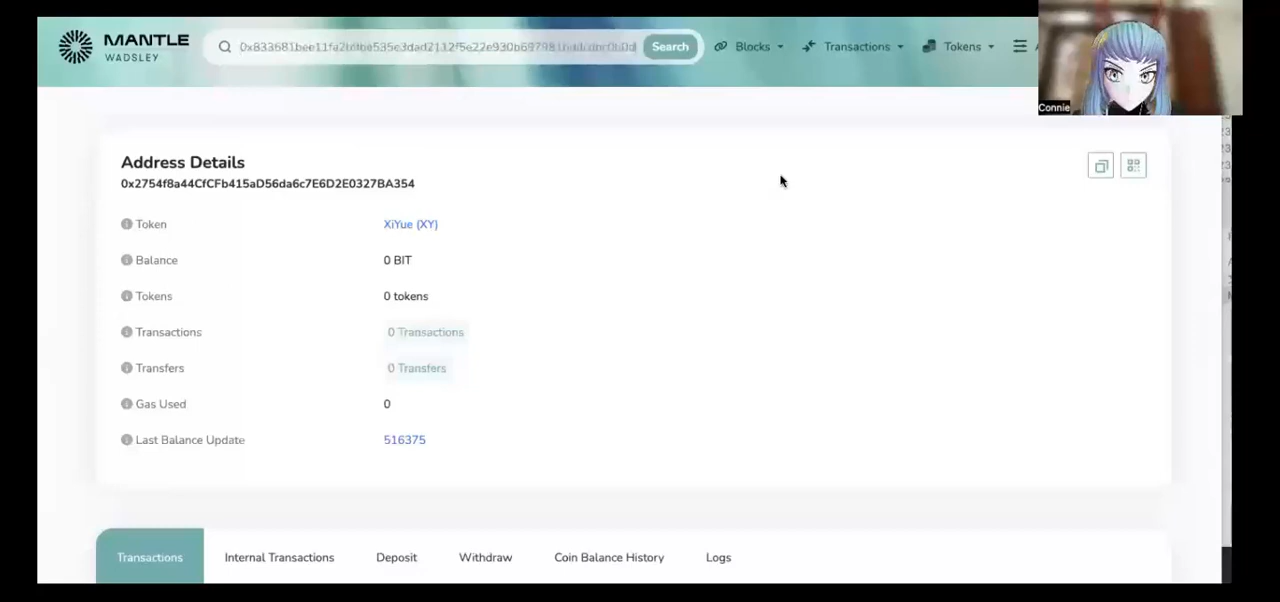 MANTLE
WADSLEY
Search
Blocks
Transactions
Tokens
Connie
Address Details
0x2754f8a44CfCFb415aD56da6c7E6D2E0327BA354
Token XiYue (XY)
Balance 0 BIT
Tokens 0 tokens
Transactions 0 Transactions
Transfers 0 Transfers
Gas Used 0
Last Balance Update 516375
Transactions Internal Transactions Deposit Withdraw Coin Balance History Logs